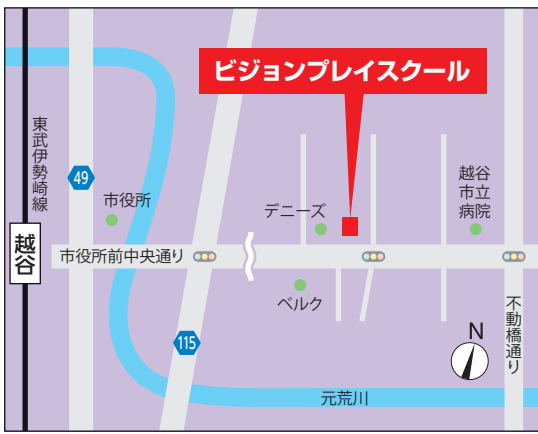 ビジョンプレイスクール
東武伊勢崎線
49
市役所
デニーズ
越谷
市立
病院
越谷
市役所前中央通り
ベルク
不動橋通り
115
N
元荒川